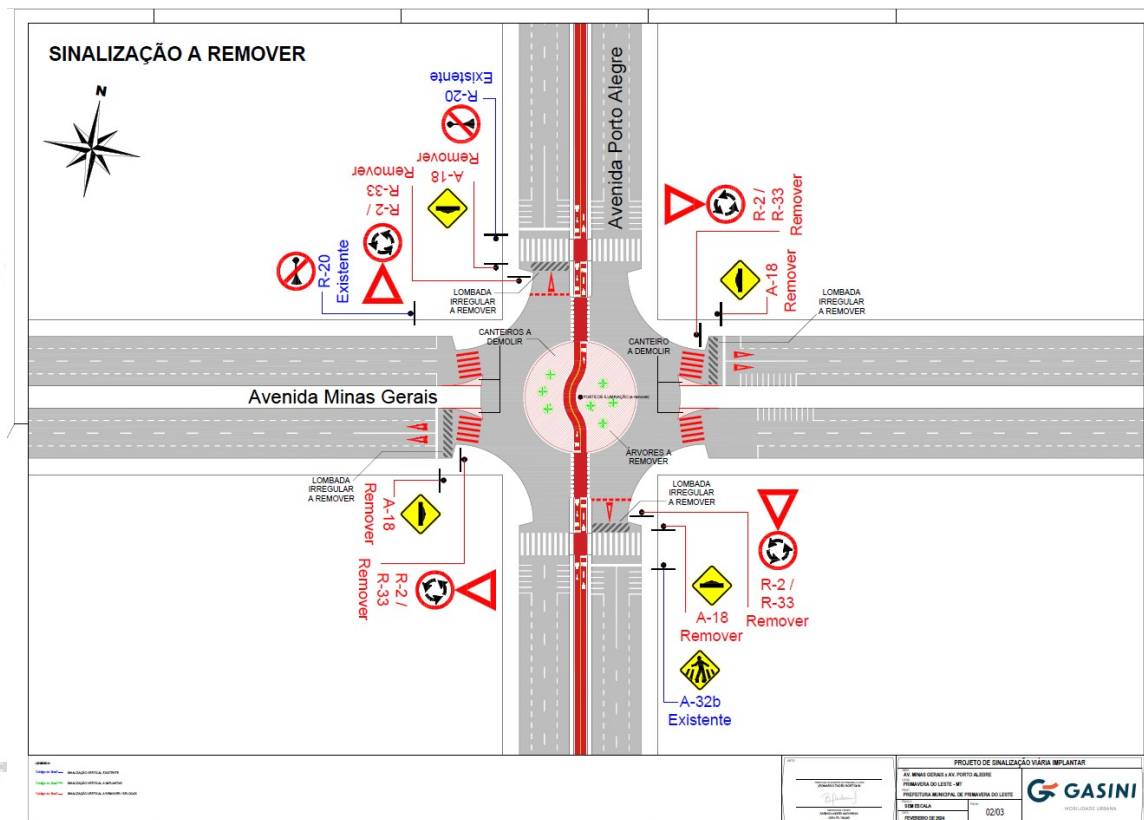 SINALIZAÇÃO A REMOVER
N
Existente
R-20
Avenida Porto Alegre
Remover
A-18
Remover
R-33
R-2 /
R-20
Existente
R-2 /
R-33
Remover
A-18
Remover
LOMBADA
IRREGULAR
A REMOVER
LOMBADA
IRREGULAR
A REMOVER
CANTEIROS A
DEMOLIR
CANTEIRO
A DEMOLIR
Avenida Minas Gerais
ÁRVORES A
REMOVER
LOMBADA
IRREGULAR
A REMOVER
LOMBADA
IRREGULAR
A REMOVER
A-18
Remover
R-2 /
R-33
Remover
R-2 /
R-33
Remover
A-18
Remover
A-32b
Existente
PROJETO DE SINALIZAÇÃO VIÁRIA IMPLANTAR
AV. MINAS GERAIS x AV. PORTO ALEGRE
PRIMAVERA DO LESTE - MT
PREFEITURA MUNICIPAL DE PRIMAVERA DO LESTE
SEM ESCALA
02/03
FEVEREIRO DE 2024
GASINI
MOBILIDADE URBANA